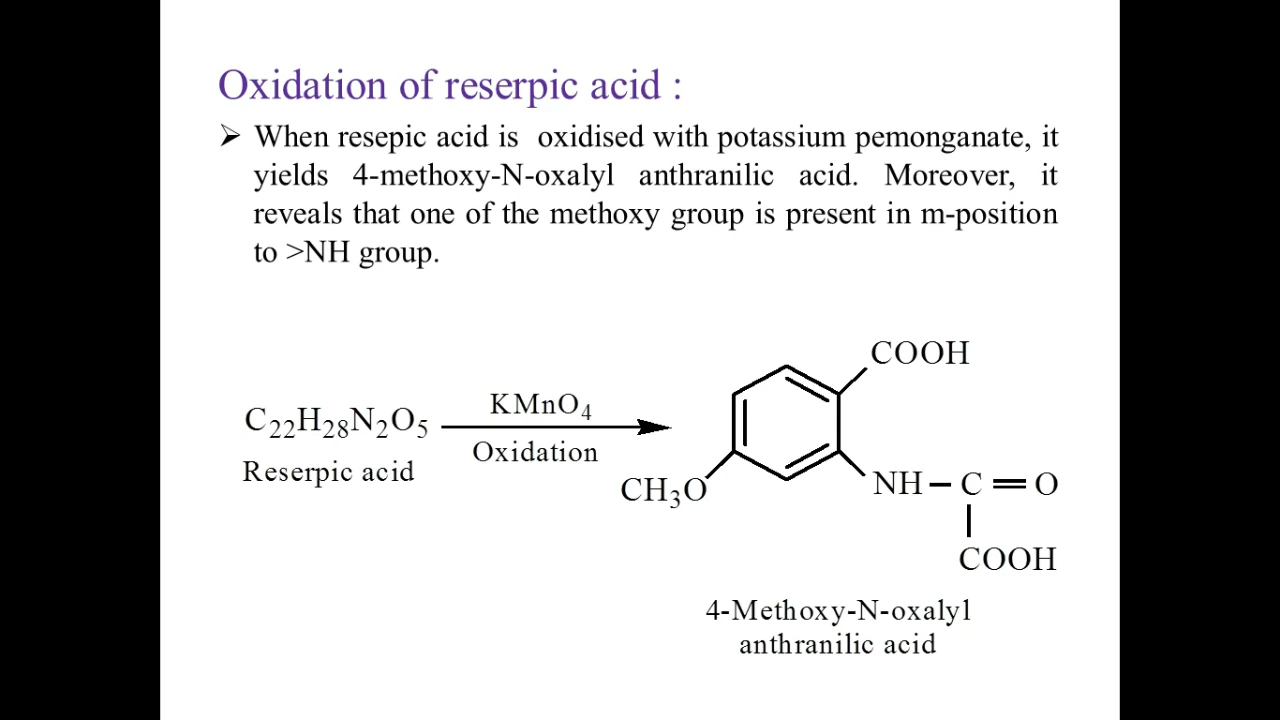 Oxidation of reserpic acid :
➢ When resepic acid is oxidised with potassium pemonganate, it
yields 4-methoxy-N-oxalyl anthranilic acid. Moreover, it
reveals that one of the methoxy group is present in m-position
to >NH group.
COOH
KMnO₄
C₂₂H₂₈N₂O₅
Oxidation
Reserpic acid
CH₃O
NH – C = O
COOH
4-Methoxy-N-oxalyl
anthranilic acid